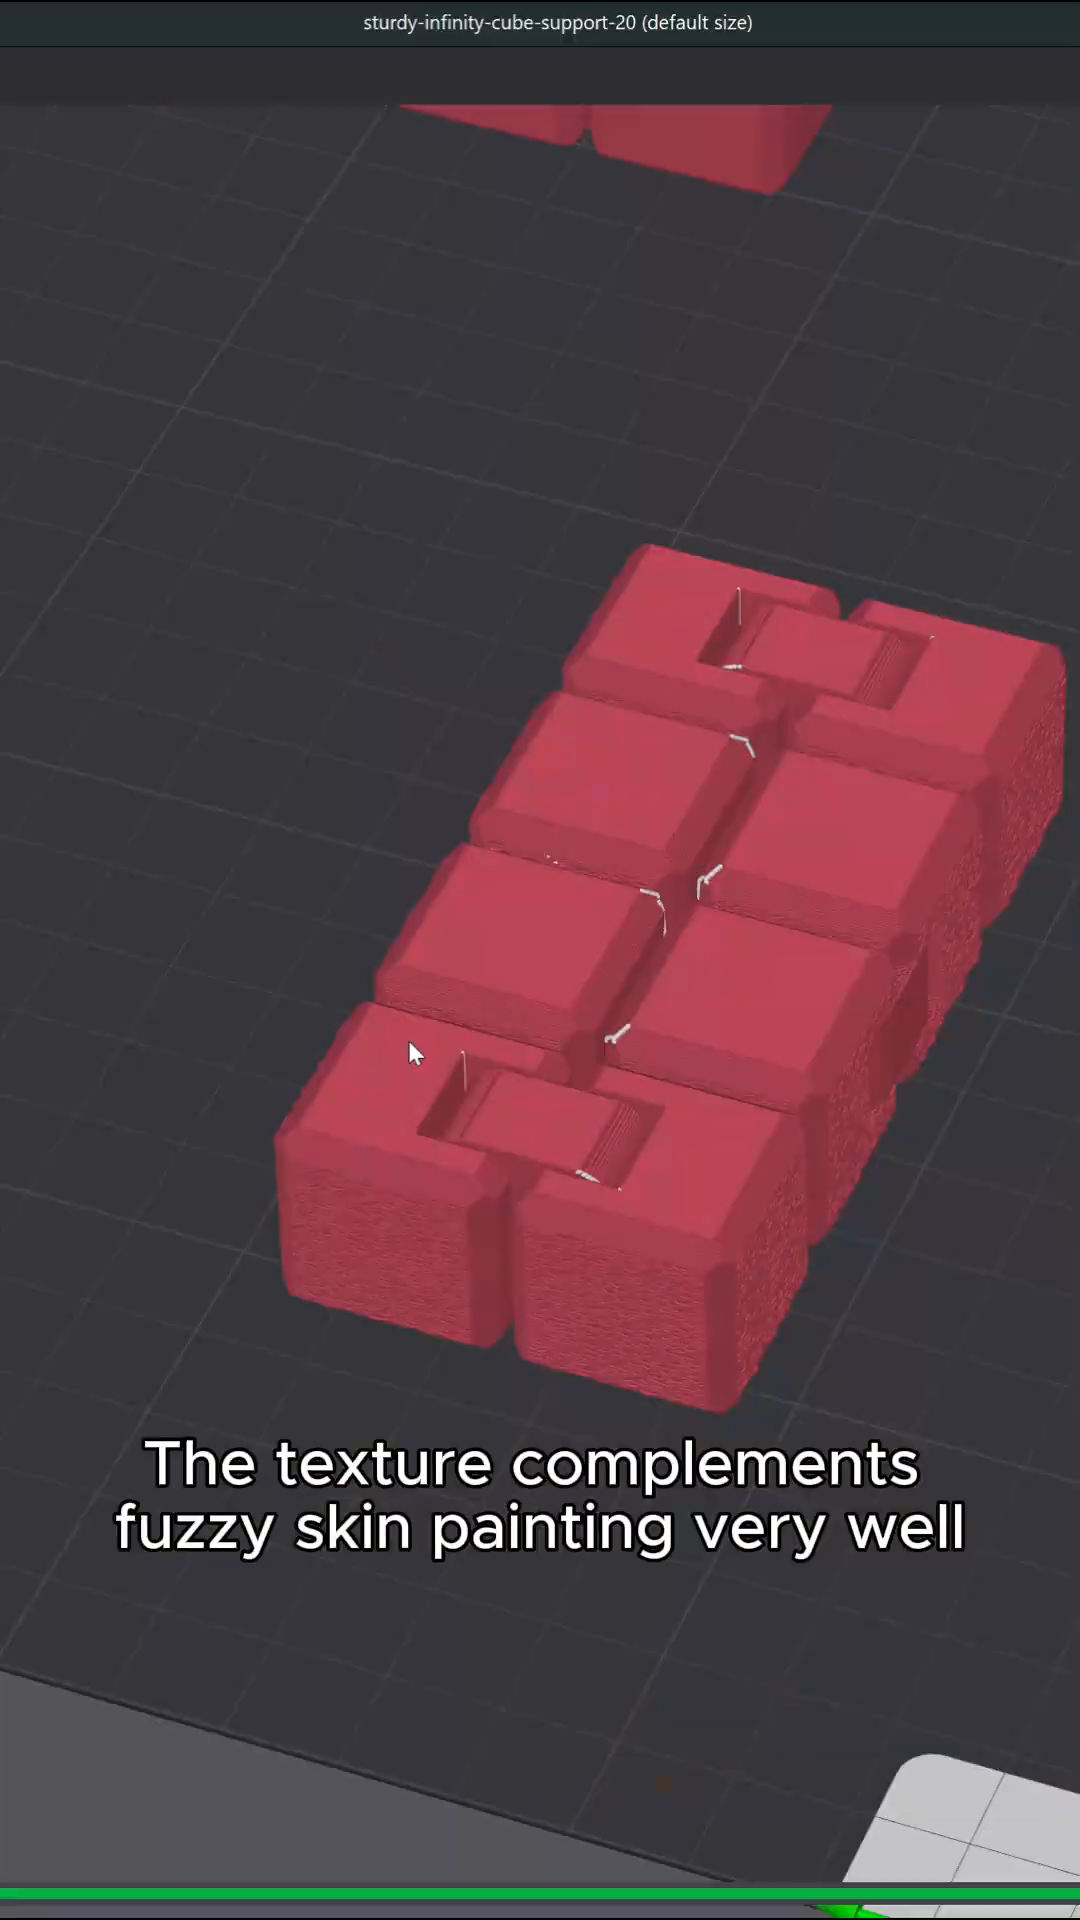 sturdy-infinity-cube-support-20 (default size)
The texture complements
fuzzy skin painting very well